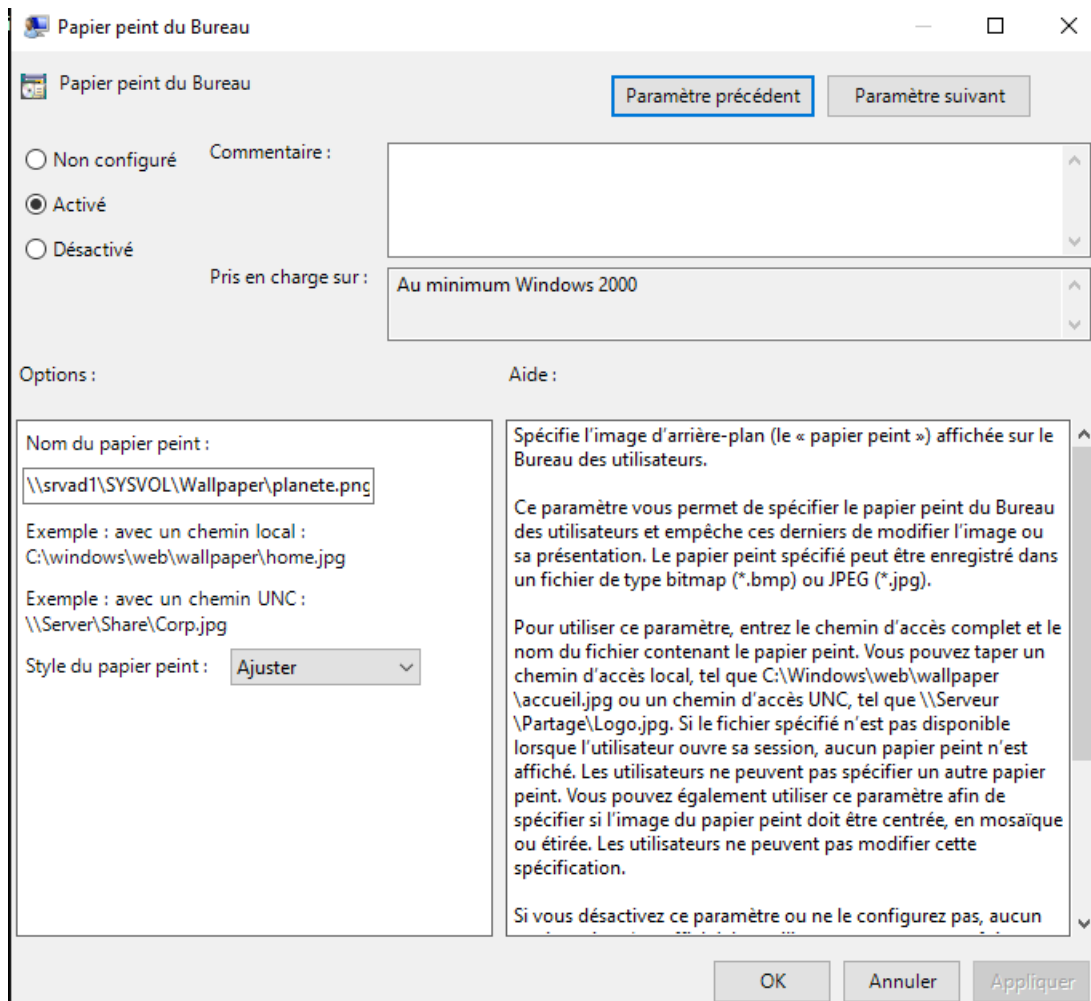 Papier peint du Bureau
Papier peint du Bureau
Paramètre précédent
Paramètre suivant
Non configuré
Activé
Désactivé
Commentaire :
Pris en charge sur :
Au minimum Windows 2000
Options :
Aide :
Nom du papier peint :
\\srvad1\SYSVOL\Wallpaper\planete.png
Exemple : avec un chemin local :
C:\windows\web\wallpaper\home.jpg
Exemple : avec un chemin UNC :
\\Server\Share\Corp.jpg
Style du papier peint :
Ajuster
Spécifie l’image d’arrière-plan (le « papier peint ») affichée sur le
Bureau des utilisateurs.
Ce paramètre vous permet de spécifier le papier peint du Bureau
des utilisateurs et empêche ces derniers de modifier l’image ou
sa présentation. Le papier peint spécifié peut être enregistré dans
un fichier de type bitmap (*.bmp) ou JPEG (*.jpg).
Pour utiliser ce paramètre, entrez le chemin d’accès complet et le
nom du fichier contenant le papier peint. Vous pouvez taper un
chemin d’accès local, tel que C:\Windows\web\wallpaper
\accueil.jpg ou un chemin d’accès UNC, tel que \\Serveur
\Partage\Logo.jpg. Si le fichier spécifié n’est pas disponible
lorsque l’utilisateur ouvre sa session, aucun papier peint n’est
affiché. Les utilisateurs ne peuvent pas spécifier un autre papier
peint. Vous pouvez également utiliser ce paramètre afin de
spécifier si l’image du papier peint doit être centrée, en mosaïque
ou étirée. Les utilisateurs ne peuvent pas modifier cette
spécification.
Si vous désactivez ce paramètre ou ne le configurez pas, aucun
OK
Annuler
Appliquer